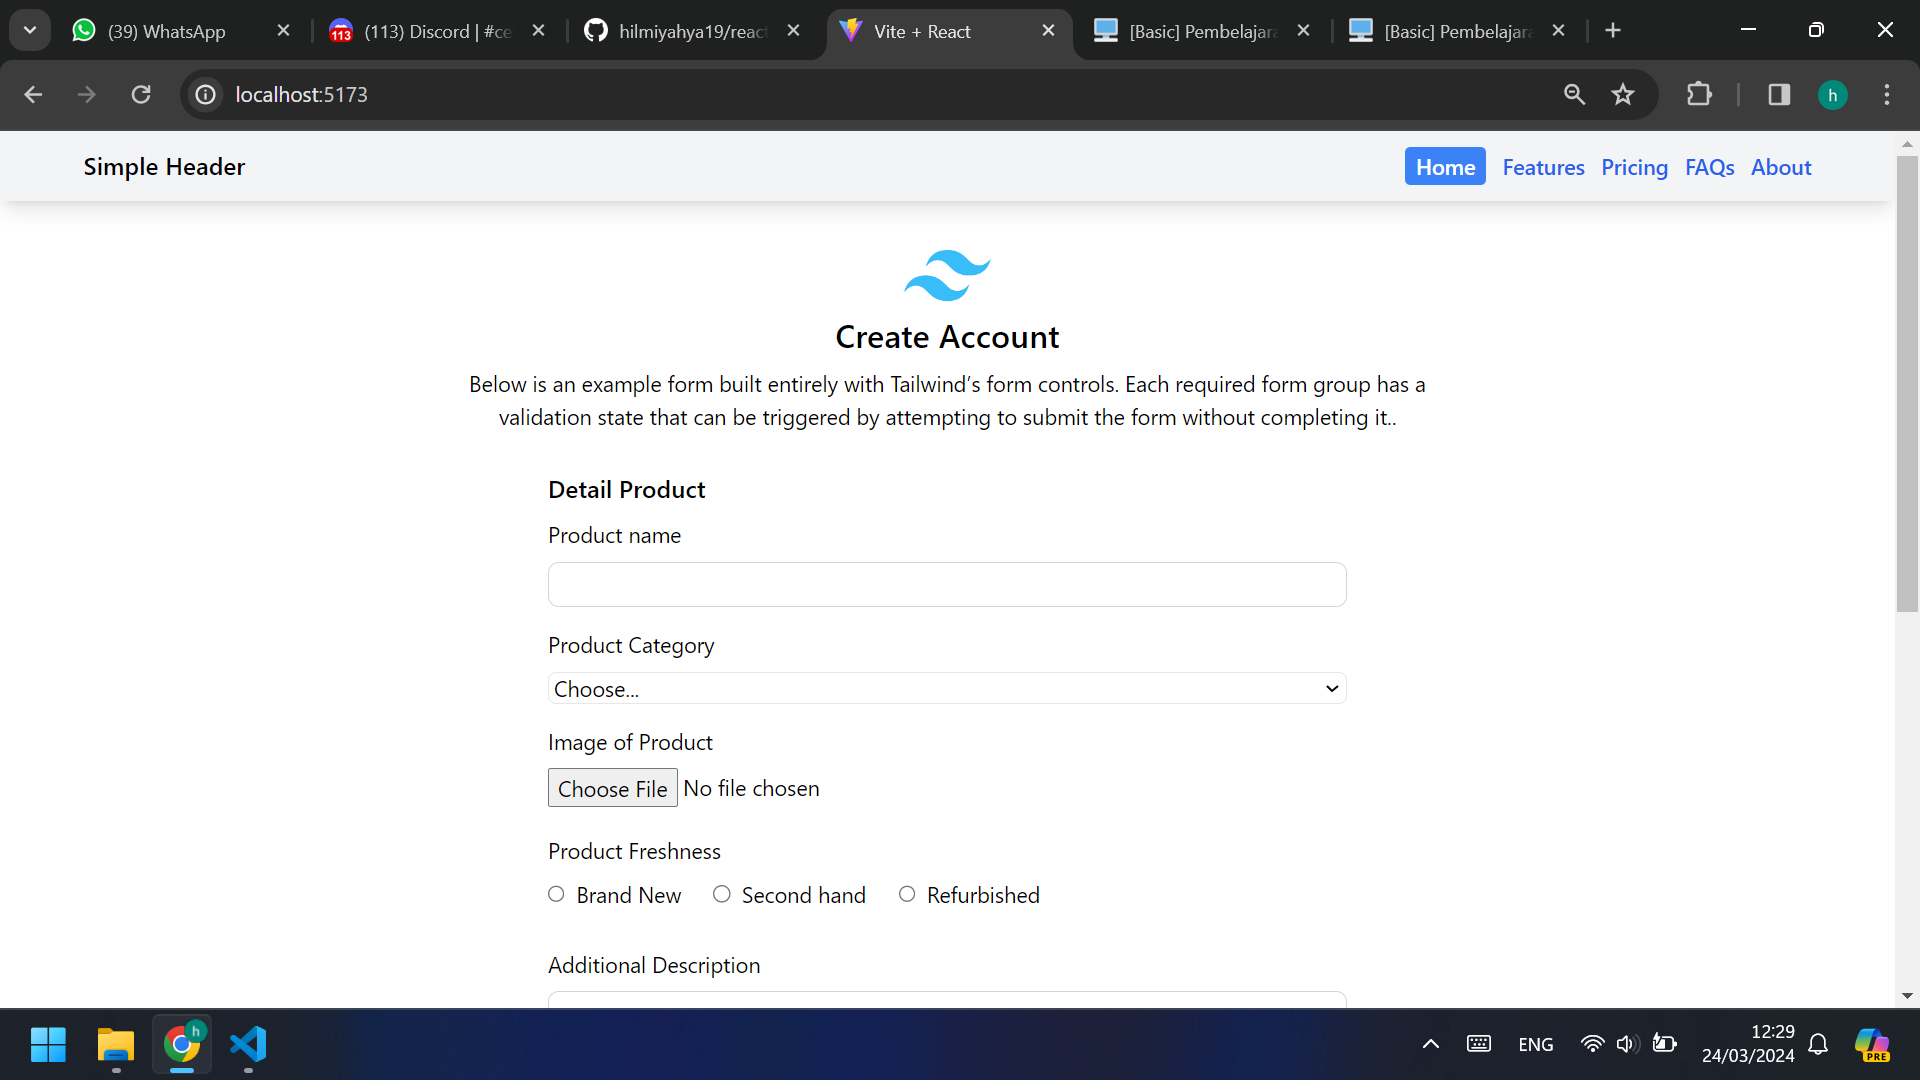 (39) WhatsApp
113
(113) Discord | #ce
hilmiyahya19/reac
Vite + React
[Basic] Pembelajara
[Basic] Pembelajara
localhost:5173
h
Simple Header
Home
Features
Pricing
FAQs
About
Create Account
Below is an example form built entirely with Tailwind’s form controls. Each required form group has a
validation state that can be triggered by attempting to submit the form without completing it..
Detail Product
Product name
Product Category
Choose...
Image of Product
Choose File No file chosen
Product Freshness
Brand New
Second hand
Refurbished
Additional Description
h
ENG
12:29
24/03/2024
PRE